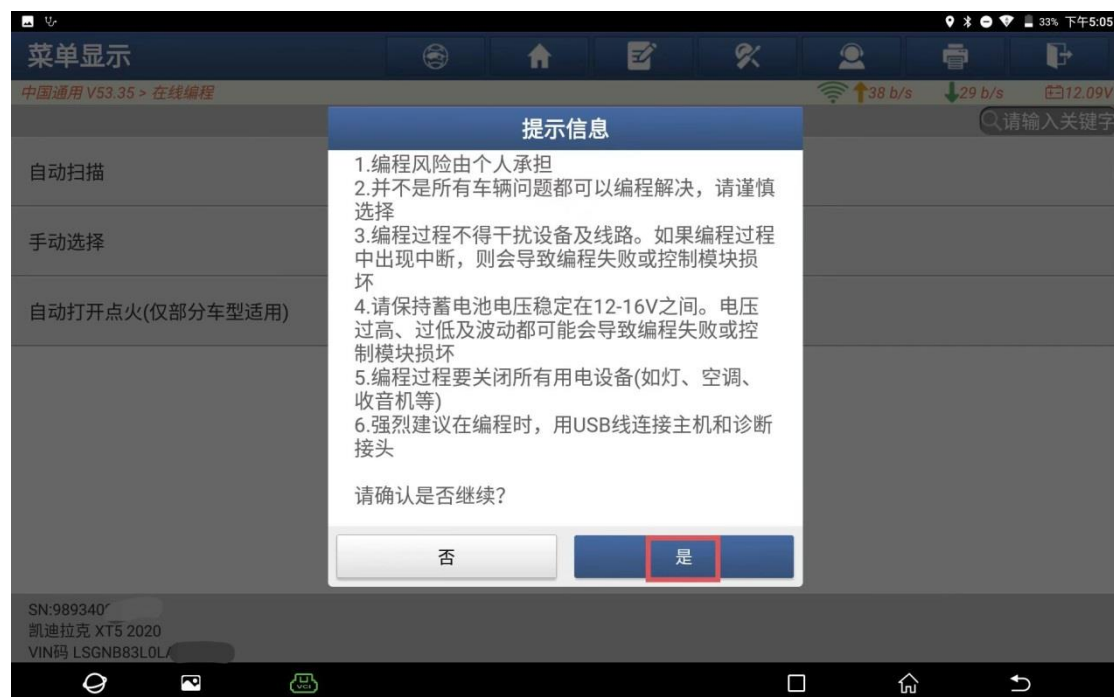 33% 下午5:05
菜单显示
中国通用 V53.35 > 在线编程
38 b/s
29 b/s
12.09V
请输入关键字
自动扫描
手动选择
自动打开点火(仅部分车型适用)
提示信息
1.编程风险由个人承担
2.并不是所有车辆问题都可以编程解决，请谨慎
选择
3.编程过程不得干扰设备及线路。如果编程过程
中出现中断，则会导致编程失败或控制模块损
坏
4.请保持蓄电池电压稳定在12-16V之间。电压
过高、过低及波动都可能会导致编程失败或控
制模块损坏
5.编程过程要关闭所有用电设备(如灯、空调、
收音机等)
6.强烈建议在编程时，用USB线连接主机和诊断
接头
请确认是否继续?
否
是
SN:989340
凯迪拉克 XT5 2020
VIN码 LSGNB83L0L
VCI